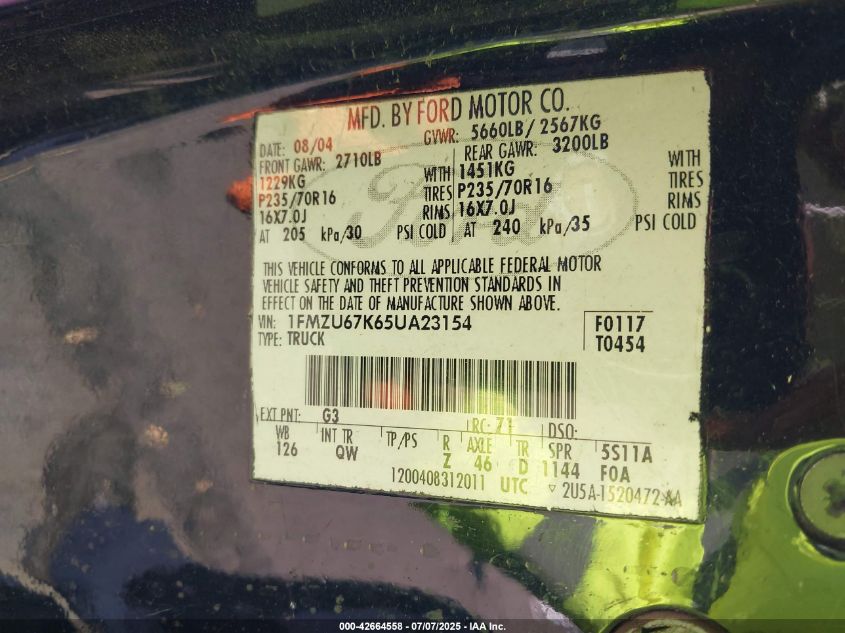 MFD. BY FORD MOTOR CO.
DATE: 08/04 GVWR: 5660LB/ 2567KG
FRONT GAWR: 2710LB REAR GAWR: 3200LB
1229KG WITH 1451KG WITH
P235/70R16 TIRES P235/70R16 TIRES
16X7.0J RIMS 16X7.0J RIMS
AT 205 kPa/30 PSI COLD AT 240 kPa/35 PSI COLD
Ford
THIS VEHICLE CONFORMS TO ALL APPLICABLE FEDERAL MOTOR
VEHICLE SAFETY AND THEFT PREVENTION STANDARDS IN
EFFECT ON THE DATE OF MANUFACTURE SHOWN ABOVE.
VIN: 1FMZU67K65UA23154 F0117
TYPE: TRUCK T0454
EXT PNT: G3 RC: 71 DSO:
WB INT TR TP/PS R AXLE TR SPR 5S11A
126 QW Z 46 D 1144 F0A
1200408312011 UTC ▽ 2U5A-1520472-AA
000-42664558 - 07/07/2025 - IAA Inc.